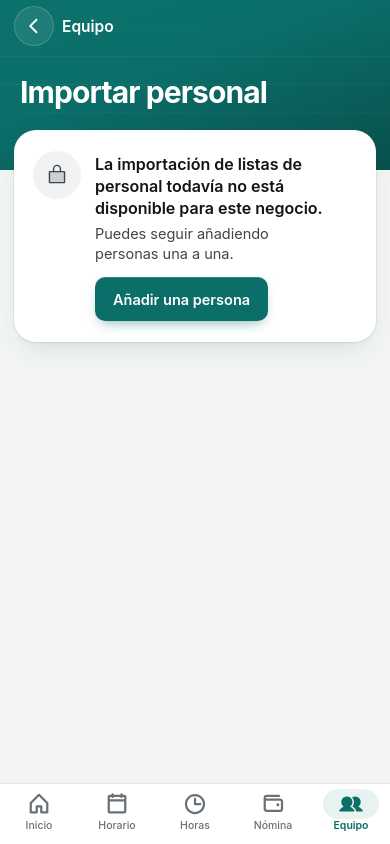 Equipo
Importar personal
La importación de listas de
personal todavía no está
disponible para este negocio.
Puedes seguir añadiendo
personas una a una.
Añadir una persona
Inicio
Horario
Horas
Nómina
Equipo